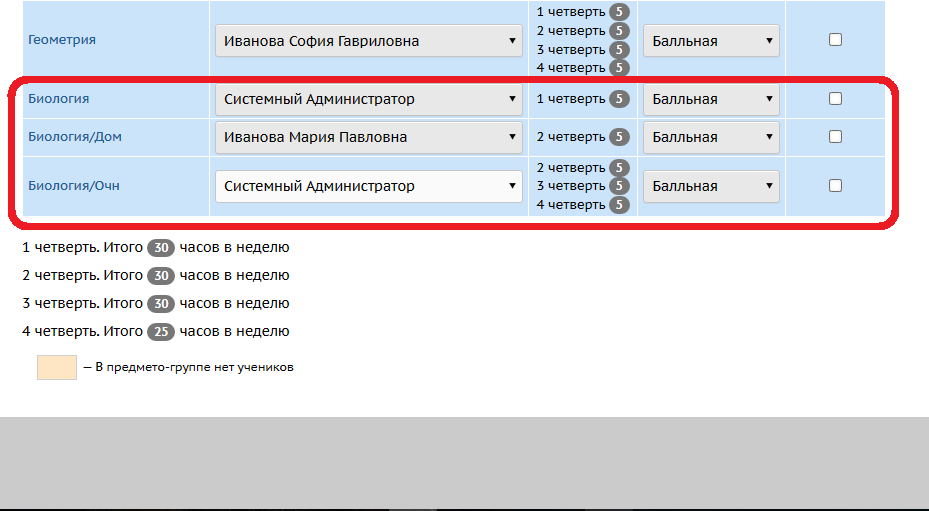 Геометрия
Иванова София Гавриловна
1 четверть 5
2 четверть 5
3 четверть 5
4 четверть 5
Балльная
Биология
Системный Администратор
1 четверть 5
Балльная
Биология/Дом
Иванова Мария Павловна
2 четверть 5
Балльная
Биология/Очн
Системный Администратор
2 четверть 5
3 четверть 5
4 четверть 5
Балльная
1 четверть. Итого 30 часов в неделю
2 четверть. Итого 30 часов в неделю
3 четверть. Итого 30 часов в неделю
4 четверть. Итого 25 часов в неделю
— В предмето-группе нет учеников